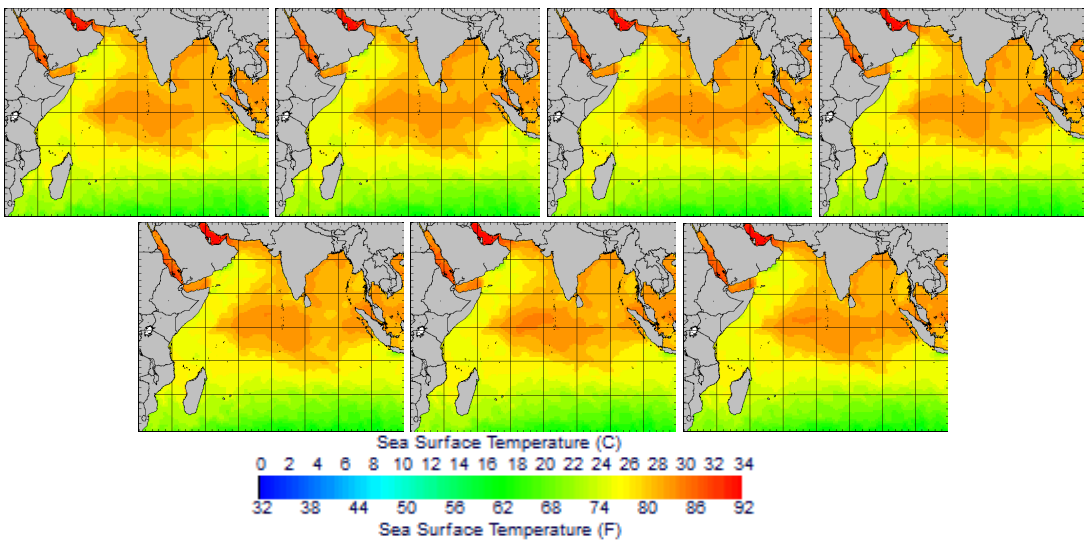 Sea Surface Temperature (C)
0 2 4 6 8 10 12 14 16 18 20 22 24 26 28 30 32 34
32 38 44 50 56 62 68 74 80 86 92
Sea Surface Temperature (F)